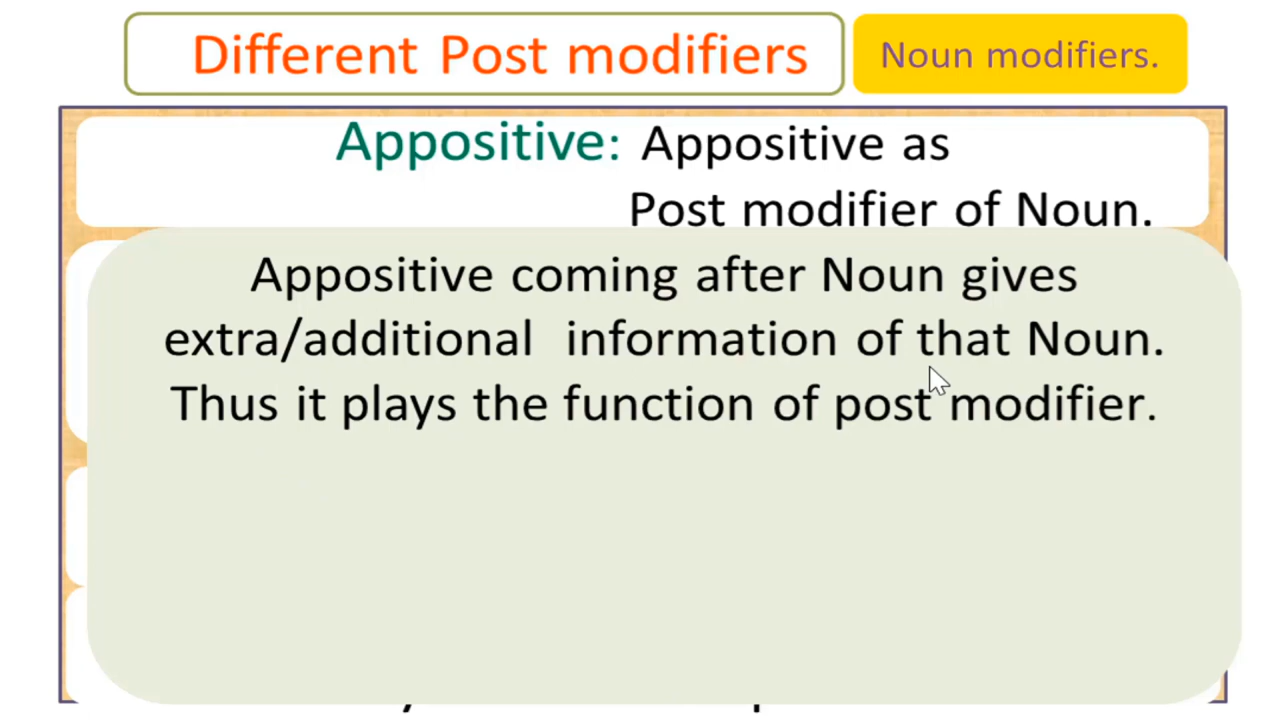 Different Post modifiers
Noun modifiers.
Appositive: Appositive as
Post modifier of Noun.
Appositive coming after Noun gives
extra/additional information of that Noun.
Thus it plays the function of post modifier.